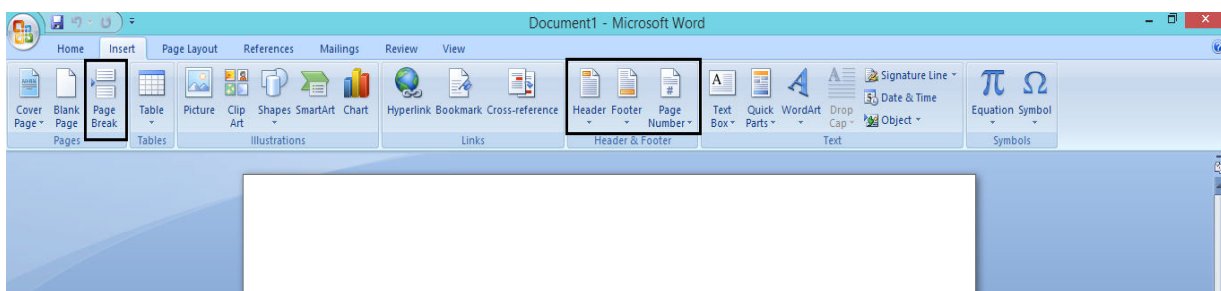 Document1 - Microsoft Word
Home Insert Page Layout References Mailings Review View
Cover Page Blank Page Page Break Table Picture Clip Art Shapes SmartArt Chart Hyperlink Bookmark Cross-reference Header Footer Page Number Text Box Quick Parts WordArt Drop Cap Signature Line Date & Time Object Equation Symbol
Pages Tables Illustrations Links Header & Footer Text Symbols